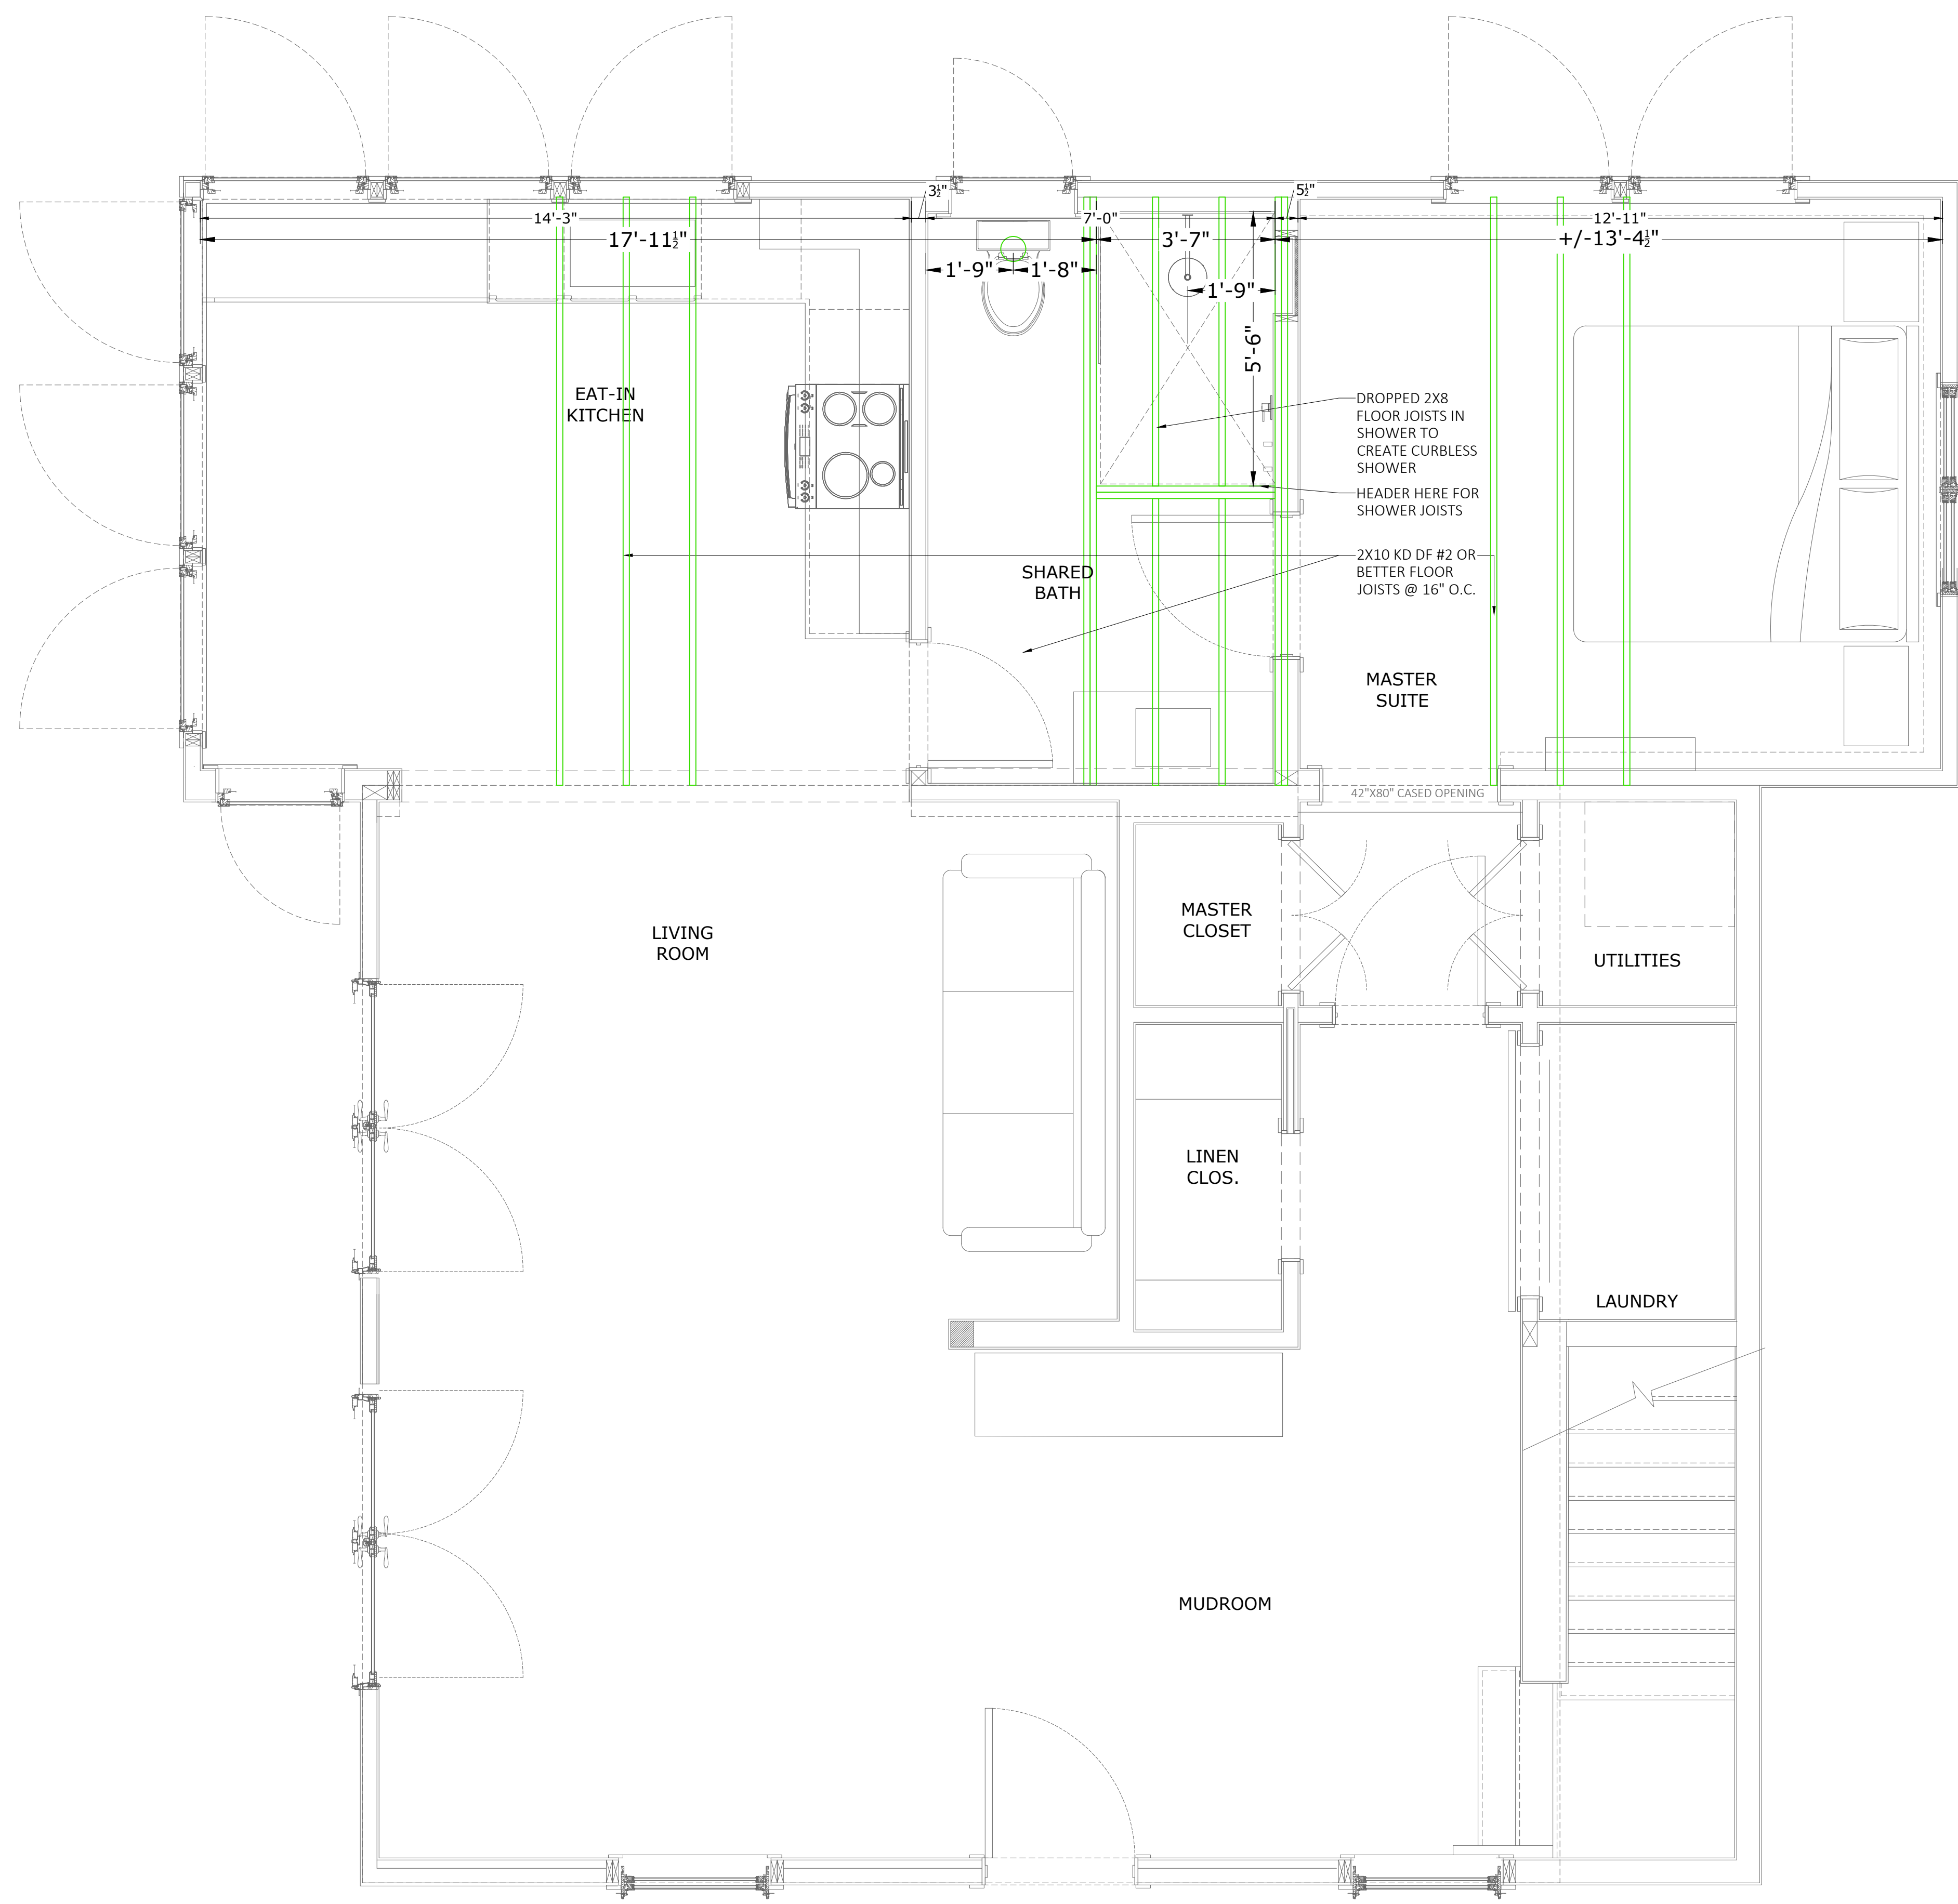 3½"
5½"
14'-3"
7'-0"
12'-11"
17'-11½"
3'-7"
+/-13'-4½"
1'-9"
1'-8"
1'-9"
5'-6"
EAT-IN
KITCHEN
DROPPED 2X8
FLOOR JOISTS IN
SHOWER TO
CREATE CURBLESS
SHOWER
HEADER HERE FOR
SHOWER JOISTS
2X10 KD DF #2 OR
BETTER FLOOR
JOISTS @ 16" O.C.
SHARED
BATH
MASTER
SUITE
42"X80" CASED OPENING
LIVING
ROOM
MASTER
CLOSET
UTILITIES
LINEN
CLOS.
LAUNDRY
MUDROOM